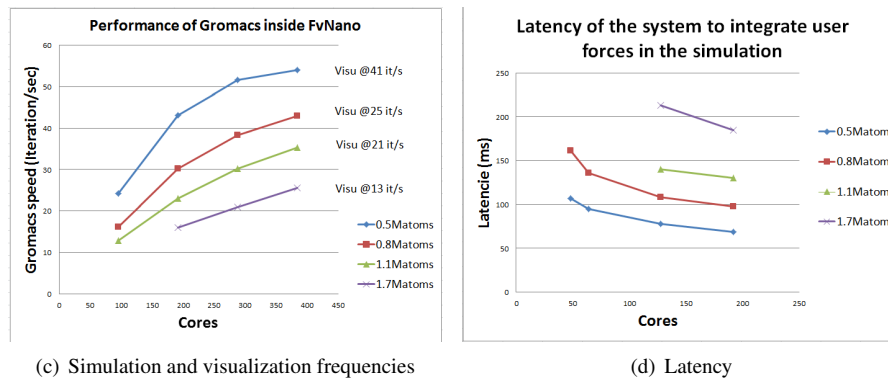 Performance of Gromacs inside FvNano
Gromacs speed (Iteration/sec)
60
50
40
30
20
10
0
0 50 100 150 200 250 300 350 400 450
Cores
Visu @41 it/s
Visu @25 it/s
Visu @21 it/s
Visu @13 it/s
0.5Matoms
0.8Matoms
1.1Matoms
1.7Matoms
(c) Simulation and visualization frequencies
Latency of the system to integrate user
forces in the simulation
Latencie (ms)
250
200
150
100
50
0
0 50 100 150 200 250
Cores
0.5Matom
0.8Matom
1.1Matom
1.7Matom
(d) Latency